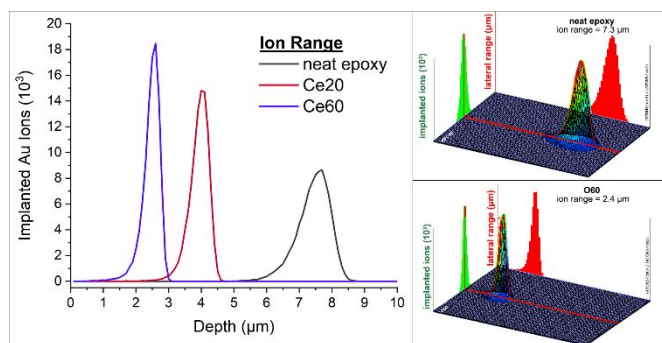 20
18
16
14
12
10
8
6
4
2
0
Implanted Au Ions (10³)
Ion Range
neat epoxy
Ce20
Ce60
0 1 2 3 4 5 6 7 8 9 10
Depth (µm)
neat epoxy
ion range = 7.3 µm
implanted ions (10³)
lateral range (µm)
O60
ion range = 2.4 µm
implanted ions (10³)
lateral range (µm)